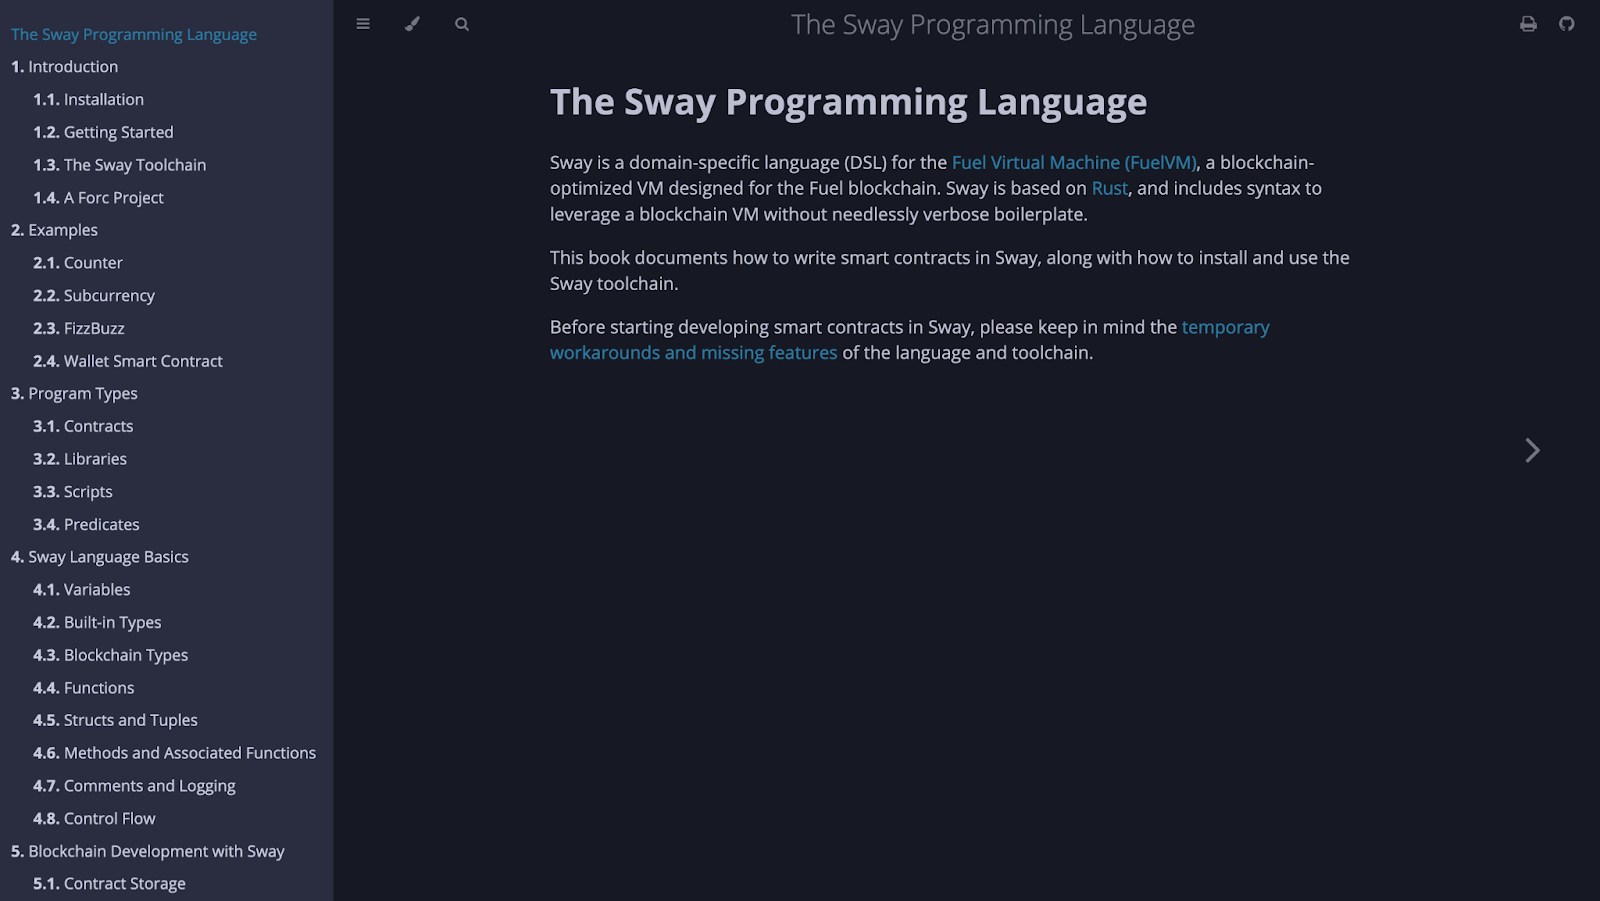 The Sway Programming Language
1. Introduction
1.1. Installation
1.2. Getting Started
1.3. The Sway Toolchain
1.4. A Forc Project
2. Examples
2.1. Counter
2.2. Subcurrency
2.3. FizzBuzz
2.4. Wallet Smart Contract
3. Program Types
3.1. Contracts
3.2. Libraries
3.3. Scripts
3.4. Predicates
4. Sway Language Basics
4.1. Variables
4.2. Built-in Types
4.3. Blockchain Types
4.4. Functions
4.5. Structs and Tuples
4.6. Methods and Associated Functions
4.7. Comments and Logging
4.8. Control Flow
5. Blockchain Development with Sway
5.1. Contract Storage
The Sway Programming Language
The Sway Programming Language
Sway is a domain-specific language (DSL) for the Fuel Virtual Machine (FuelVM), a blockchain-
optimized VM designed for the Fuel blockchain. Sway is based on Rust, and includes syntax to
leverage a blockchain VM without needlessly verbose boilerplate.
This book documents how to write smart contracts in Sway, along with how to install and use the
Sway toolchain.
Before starting developing smart contracts in Sway, please keep in mind the temporary
workarounds and missing features of the language and toolchain.